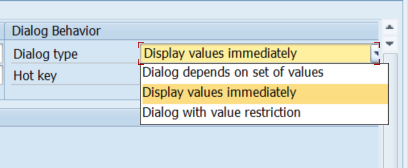 Dialog Behavior
Dialog type Display values immediately
Hot key
Dialog depends on set of values
Display values immediately
Dialog with value restriction